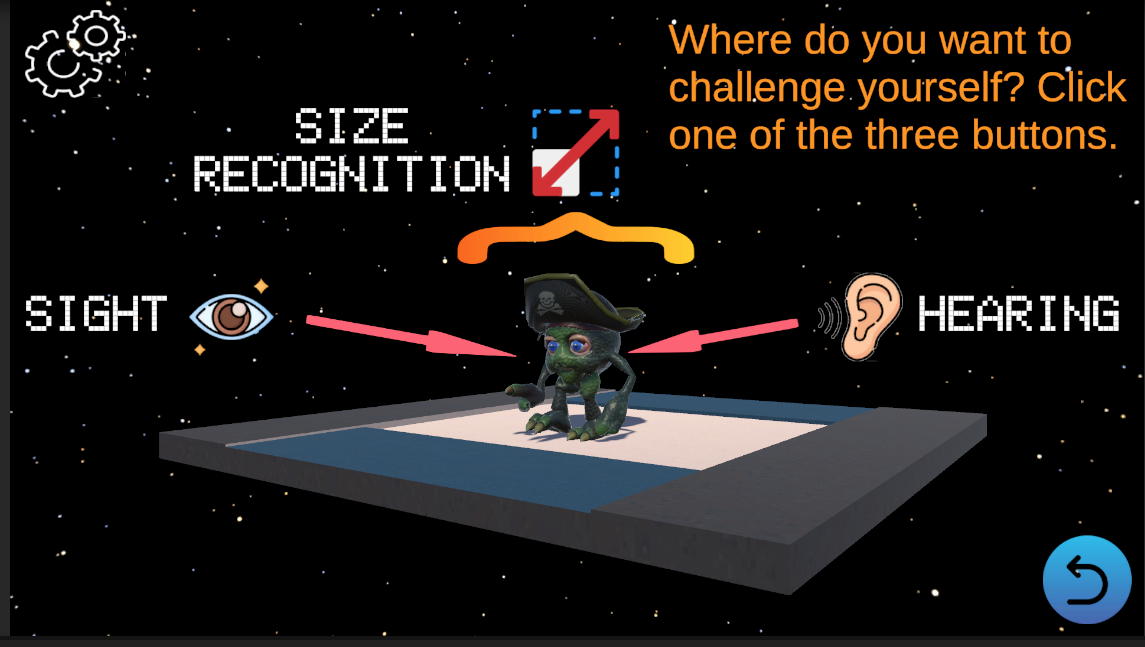 Where do you want to
challenge yourself? Click
one of the three buttons.
SIZE
RECOGNITION
SIGHT
HEARING